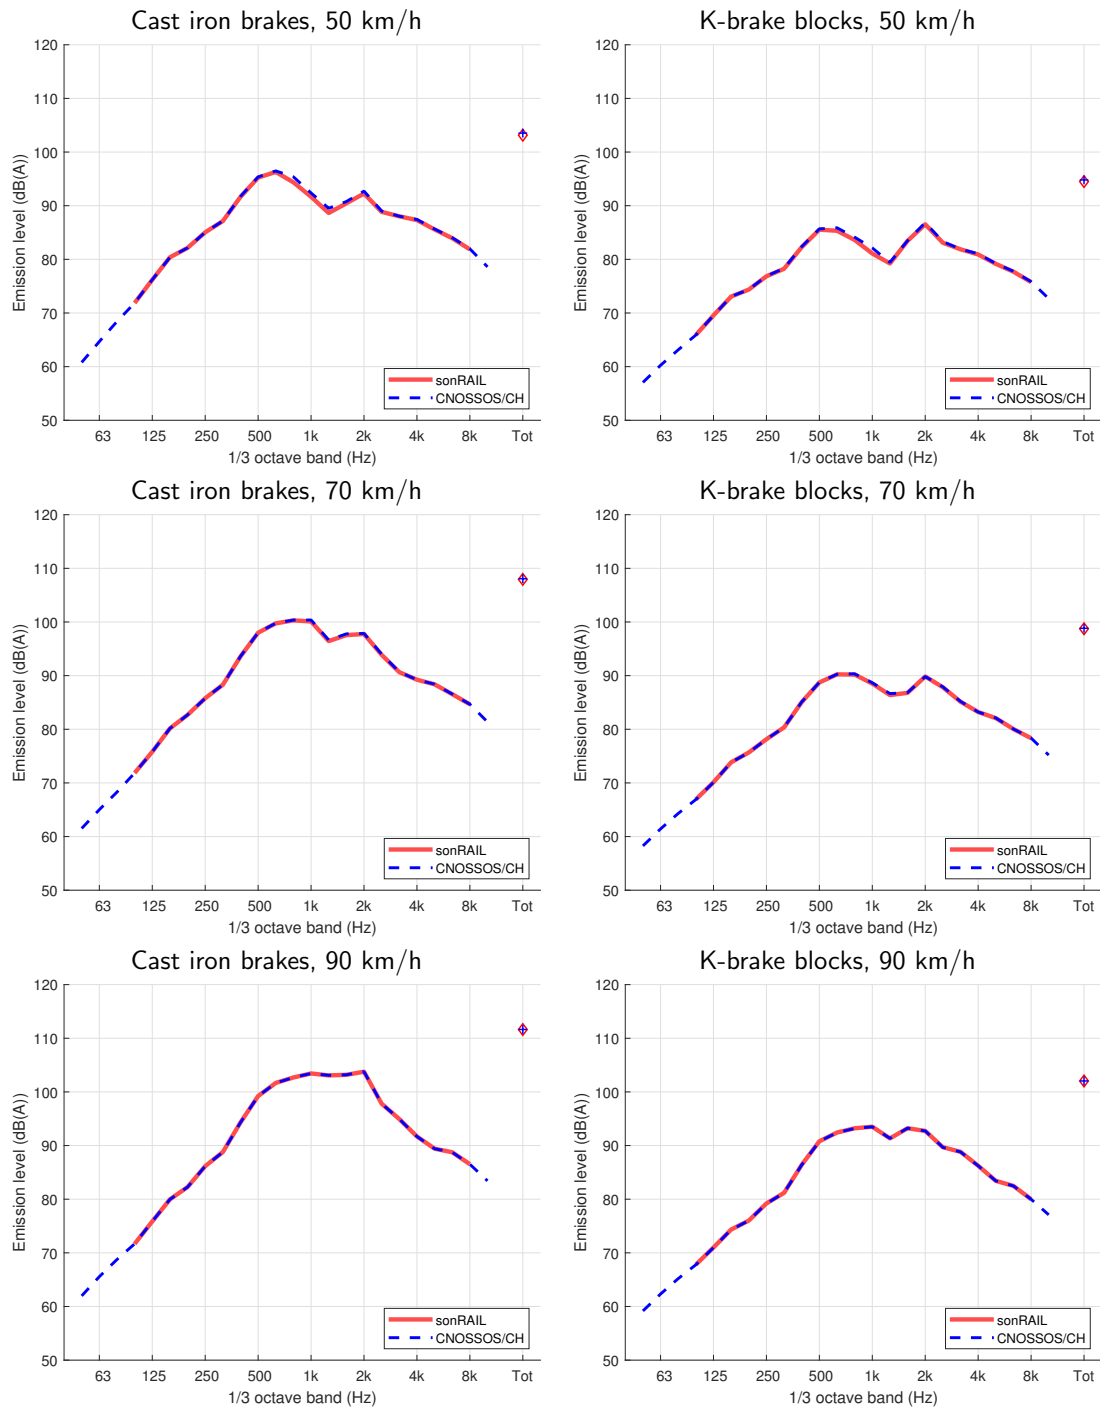 Cast iron brakes, 50 km/h
120
110
100
90
80
70
60
50
Emission level (dB(A))
63 125 250 500 1k 2k 4k 8k Tot
1/3 octave band (Hz)
sonRAIL
CNOSSOS/CH
K-brake blocks, 50 km/h
120
110
100
90
80
70
60
50
Emission level (dB(A))
63 125 250 500 1k 2k 4k 8k Tot
1/3 octave band (Hz)
sonRAIL
CNOSSOS/CH
Cast iron brakes, 70 km/h
120
110
100
90
80
70
60
50
Emission level (dB(A))
63 125 250 500 1k 2k 4k 8k Tot
1/3 octave band (Hz)
sonRAIL
CNOSSOS/CH
K-brake blocks, 70 km/h
120
110
100
90
80
70
60
50
Emission level (dB(A))
63 125 250 500 1k 2k 4k 8k Tot
1/3 octave band (Hz)
sonRAIL
CNOSSOS/CH
Cast iron brakes, 90 km/h
120
110
100
90
80
70
60
50
Emission level (dB(A))
63 125 250 500 1k 2k 4k 8k Tot
1/3 octave band (Hz)
sonRAIL
CNOSSOS/CH
K-brake blocks, 90 km/h
120
110
100
90
80
70
60
50
Emission level (dB(A))
63 125 250 500 1k 2k 4k 8k Tot
1/3 octave band (Hz)
sonRAIL
CNOSSOS/CH